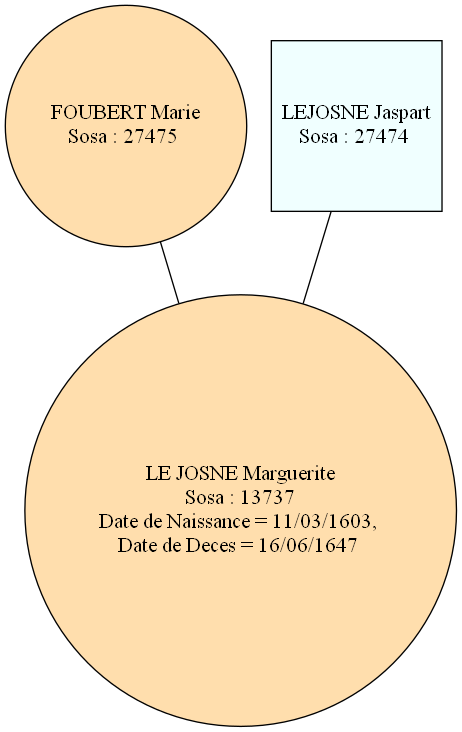 FOUBERT Marie
Sosa : 27475
LEJOSNE Jaspart
Sosa : 27474
LE JOSNE Marguerite
Sosa : 13737
Date de Naissance = 11/03/1603,
Date de Deces = 16/06/1647